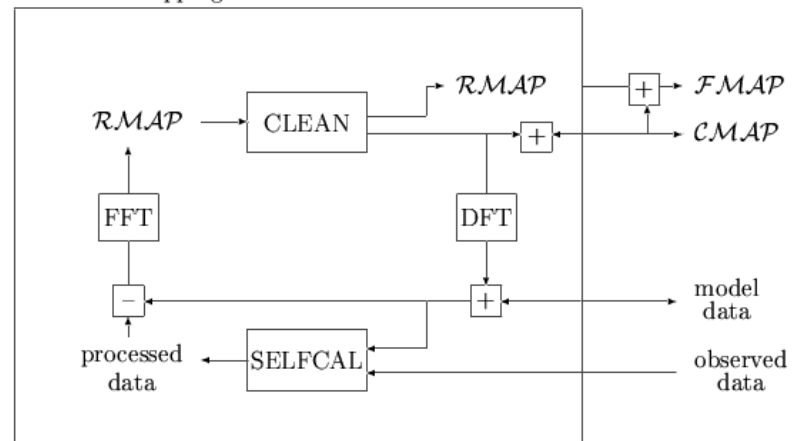 RMAP
CLEAN
RMAP
+
FMAP
+
CMAP
FFT
DFT
−
+
model
data
processed
data
SELFCAL
observed
data